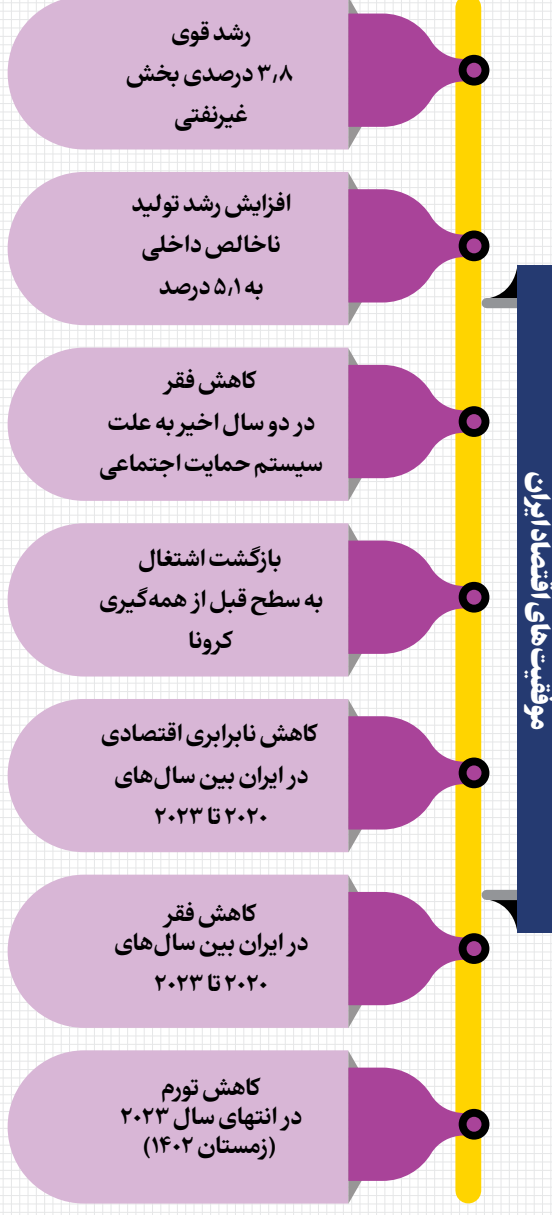 موفقیت‌های اقتصاد ایران
رشد قوی
۳٫۸ درصدی بخش
غیرنفتی
افزایش رشد تولید
ناخالص داخلی
به ۵٫۱ درصد
کاهش فقر
در دو سال اخیر به علت
سیستم حمایت اجتماعی
بازگشت اشتغال
به سطح قبل از همه‌گیری
کرونا
کاهش نابرابری اقتصادی
در ایران بین سال‌های
۲۰۲۰ تا ۲۰۲۳
کاهش فقر
در ایران بین سال‌های
۲۰۲۰ تا ۲۰۲۳
کاهش تورم
در انتهای سال ۲۰۲۳
(زمستان ۱۴۰۲)